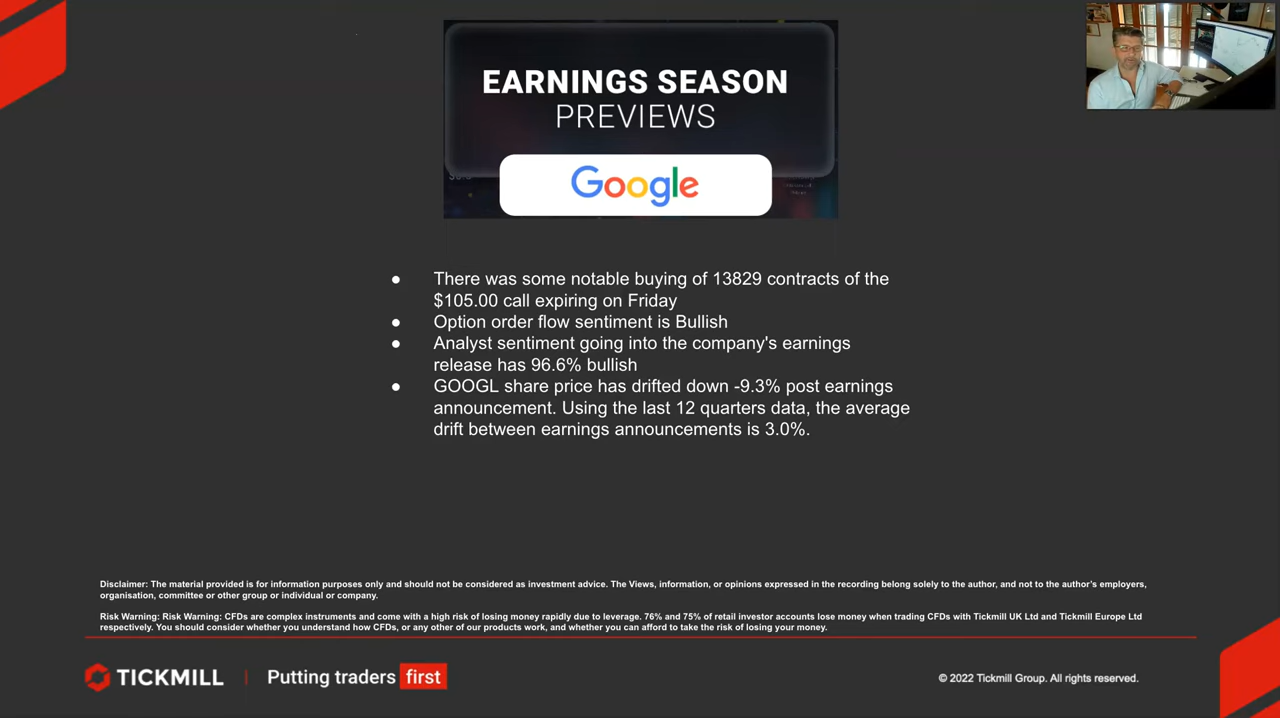 EARNINGS SEASON
PREVIEWS
Google
● There was some notable buying of 13829 contracts of the
$105.00 call expiring on Friday
● Option order flow sentiment is Bullish
● Analyst sentiment going into the company's earnings
release has 96.6% bullish
● GOOGL share price has drifted down -9.3% post earnings
announcement. Using the last 12 quarters data, the average
drift between earnings announcements is 3.0%.
Disclaimer: The material provided is for information purposes only and should not be considered as investment advice. The Views, information, or opinions expressed in the recording belong solely to the author, and not to the author's employers,
organisation, committee or other group or individual or company.
Risk Warning: Risk Warning: CFDs are complex instruments and come with a high risk of losing money rapidly due to leverage. 76% and 75% of retail investor accounts lose money when trading CFDs with Tickmill UK Ltd and Tickmill Europe Ltd
respectively. You should consider whether you understand how CFDs, or any other of our products work, and whether you can afford to take the risk of losing your money.
TICKMILL | Putting traders first
© 2022 Tickmill Group. All rights reserved.